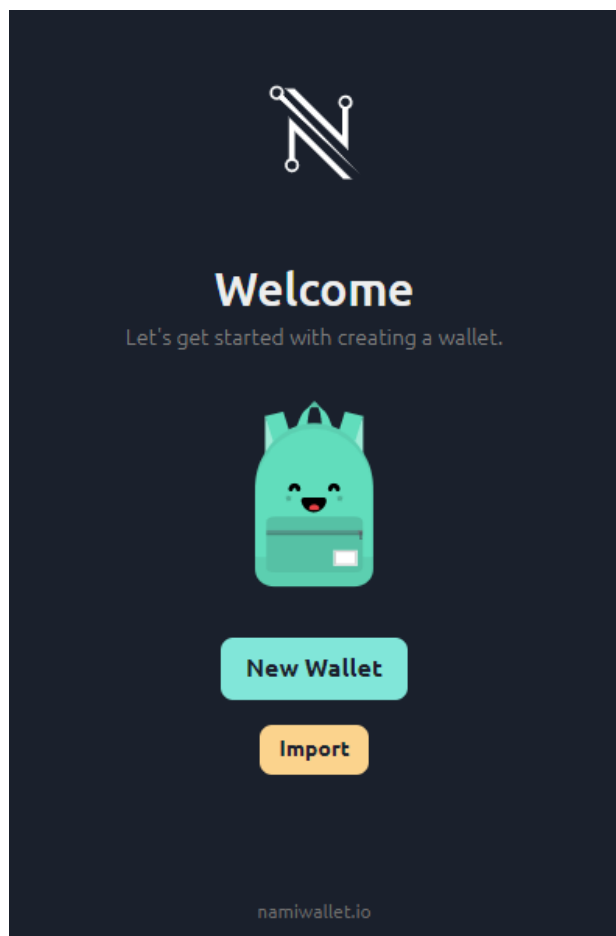 Welcome
Let's get started with creating a wallet.
New Wallet
Import
namiwallet.io